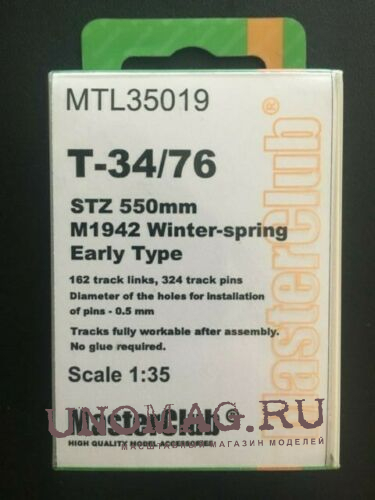 MTL35019
MasterClub®
T-34/76
STZ 550mm
M1942 Winter-spring
Early Type
162 track links, 324 track pins
Diameter of the holes for installation
of pins - 0.5 mm
Tracks fully workable after assembly.
No glue required.
Scale 1:35
UNOMAG.RU
MasterClub®
HIGH QUALITY MODEL ACCESSORIES
МАСШТАБНЫЙ МАГАЗИН МОДЕЛЕЙ